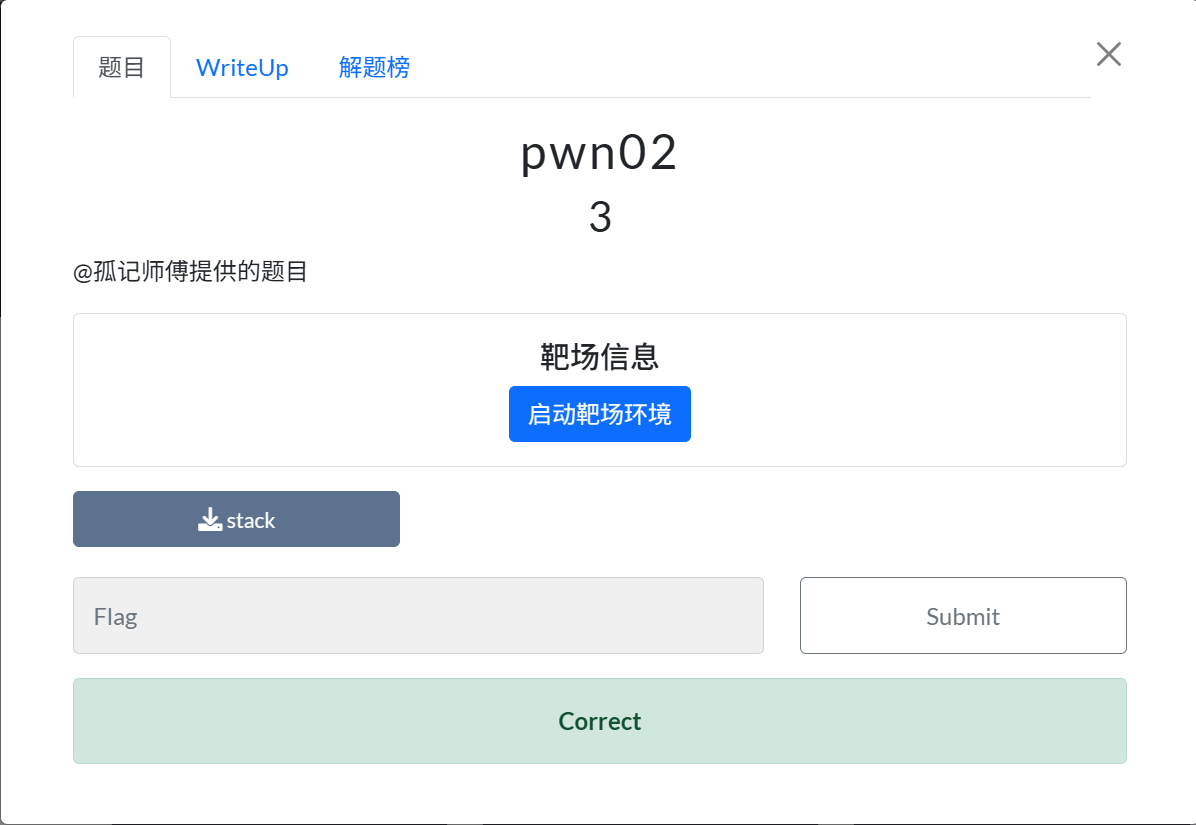 题目 WriteUp 解题榜
pwn02
3
@孤记师傅提供的题目
靶场信息
启动靶场环境
stack
Flag Submit
Correct